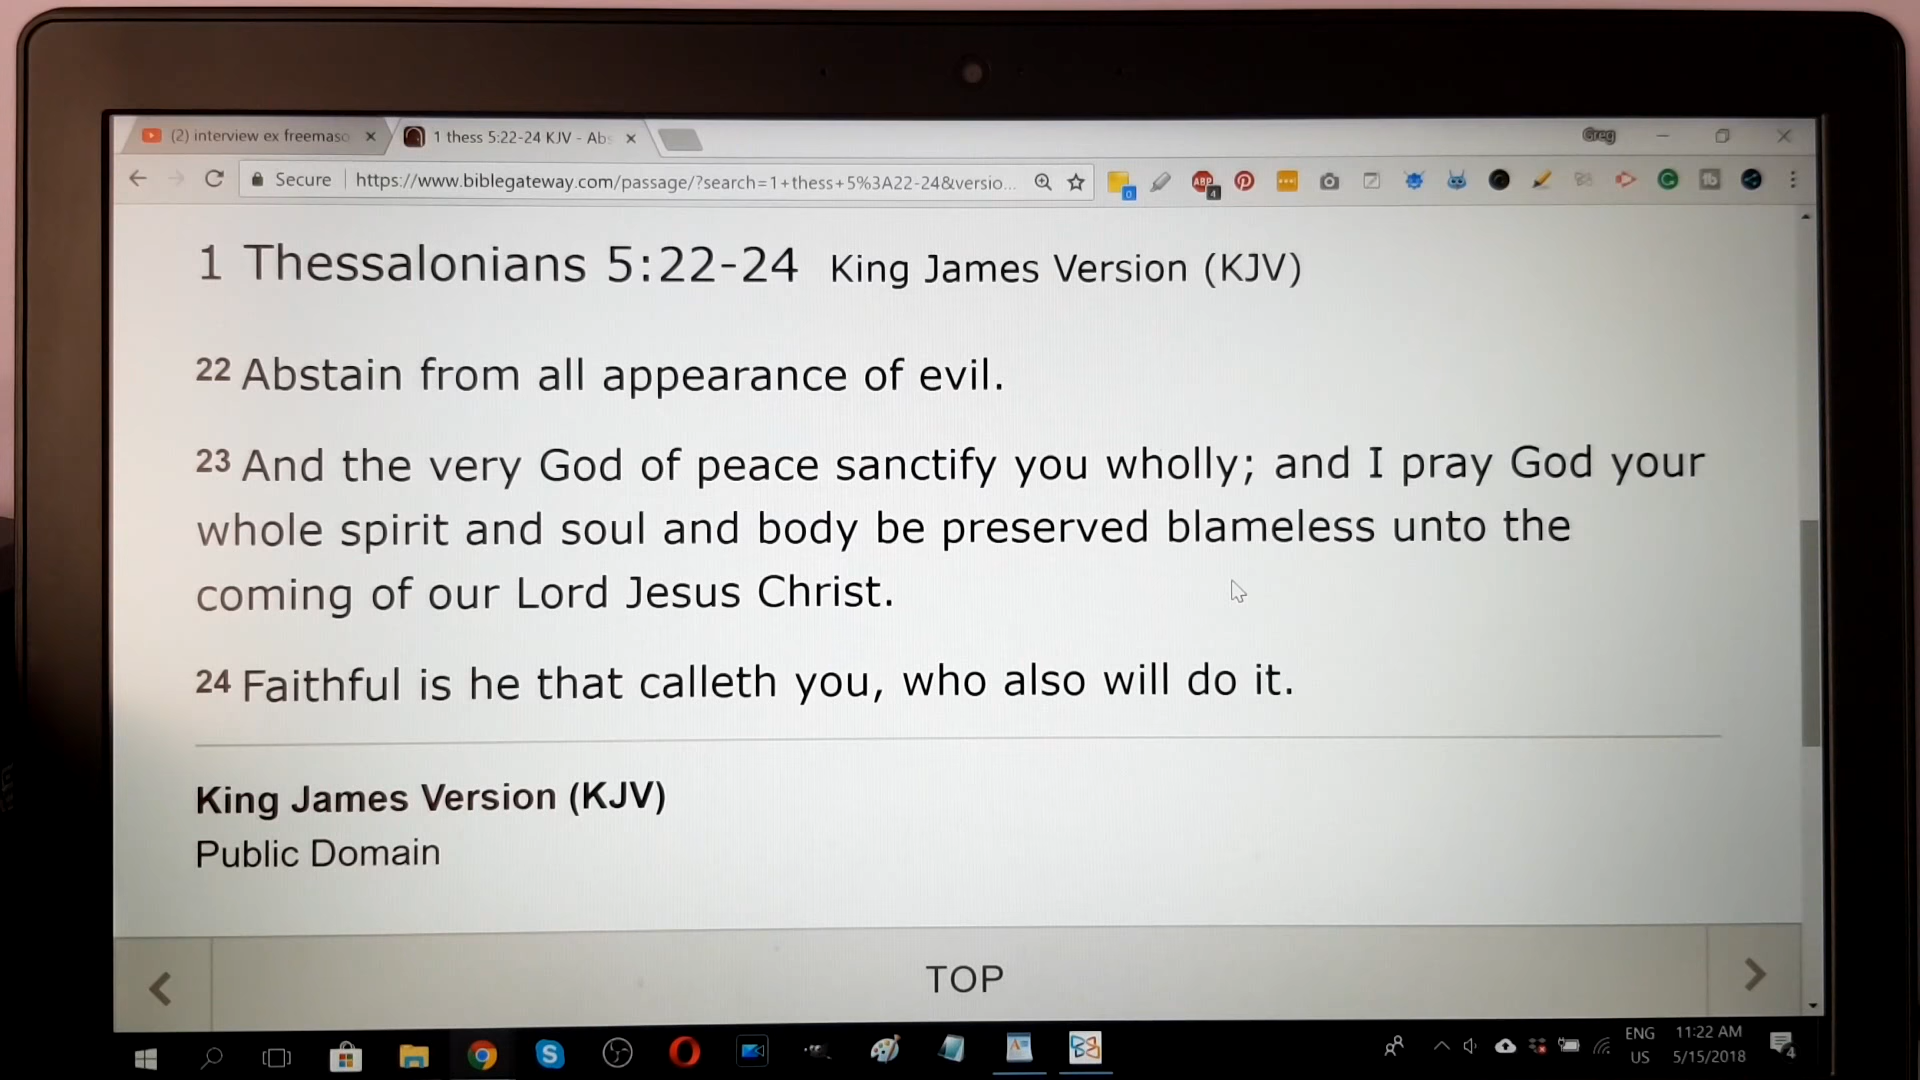 (2) interview ex freemaso
1 thess 5:22-24 KJV - Abs
Greg
Secure
https://www.biblegateway.com/passage/?search=1+thess+5%3A22-24&versio...
0
ABP
4
1 Thessalonians 5:22-24 King James Version (KJV)
22 Abstain from all appearance of evil.
23 And the very God of peace sanctify you wholly; and I pray God your
whole spirit and soul and body be preserved blameless unto the
coming of our Lord Jesus Christ.
24 Faithful is he that calleth you, who also will do it.
King James Version (KJV)
Public Domain
TOP
ENG
US
11:22 AM
5/15/2018
4